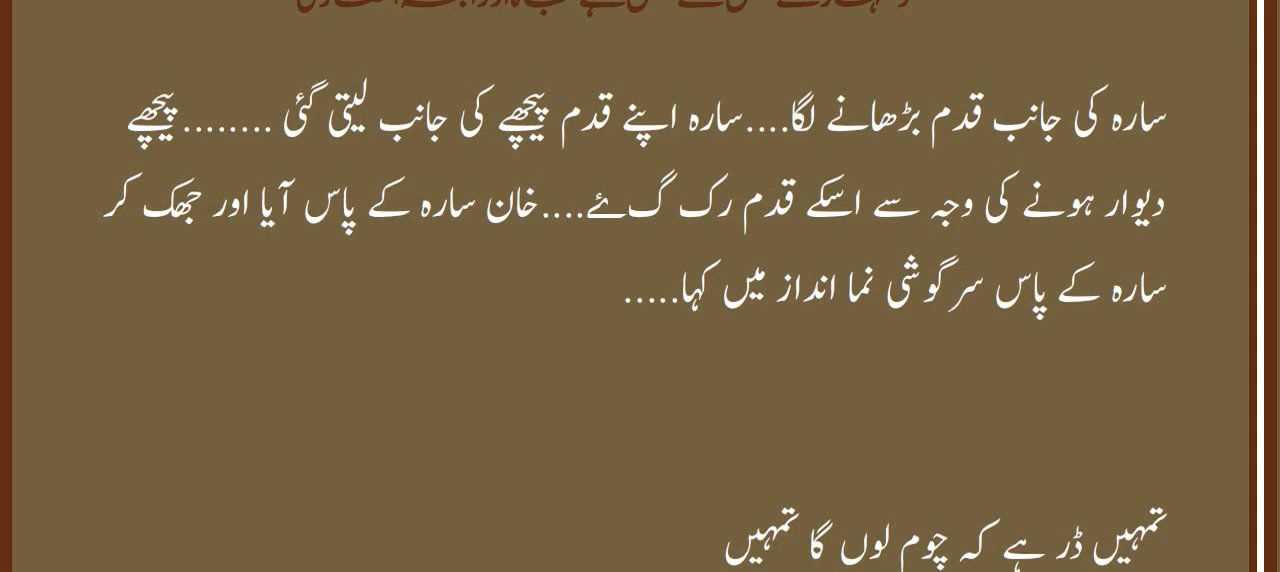 سارہ کی جانب قدم بڑھانے لگا....سارہ اپنے قدم پیچھے کی جانب لیتی گئی ........پیچھے
دیوار ہونے کی وجہ سے اسکے قدم رک گۓ....خان سارہ کے پاس آیا اور جھک کر
سارہ کے پاس سرگوشی نما انداز میں کہا.....
تمہیں ڈر ہے کہ چوم لوں گا تمہیں